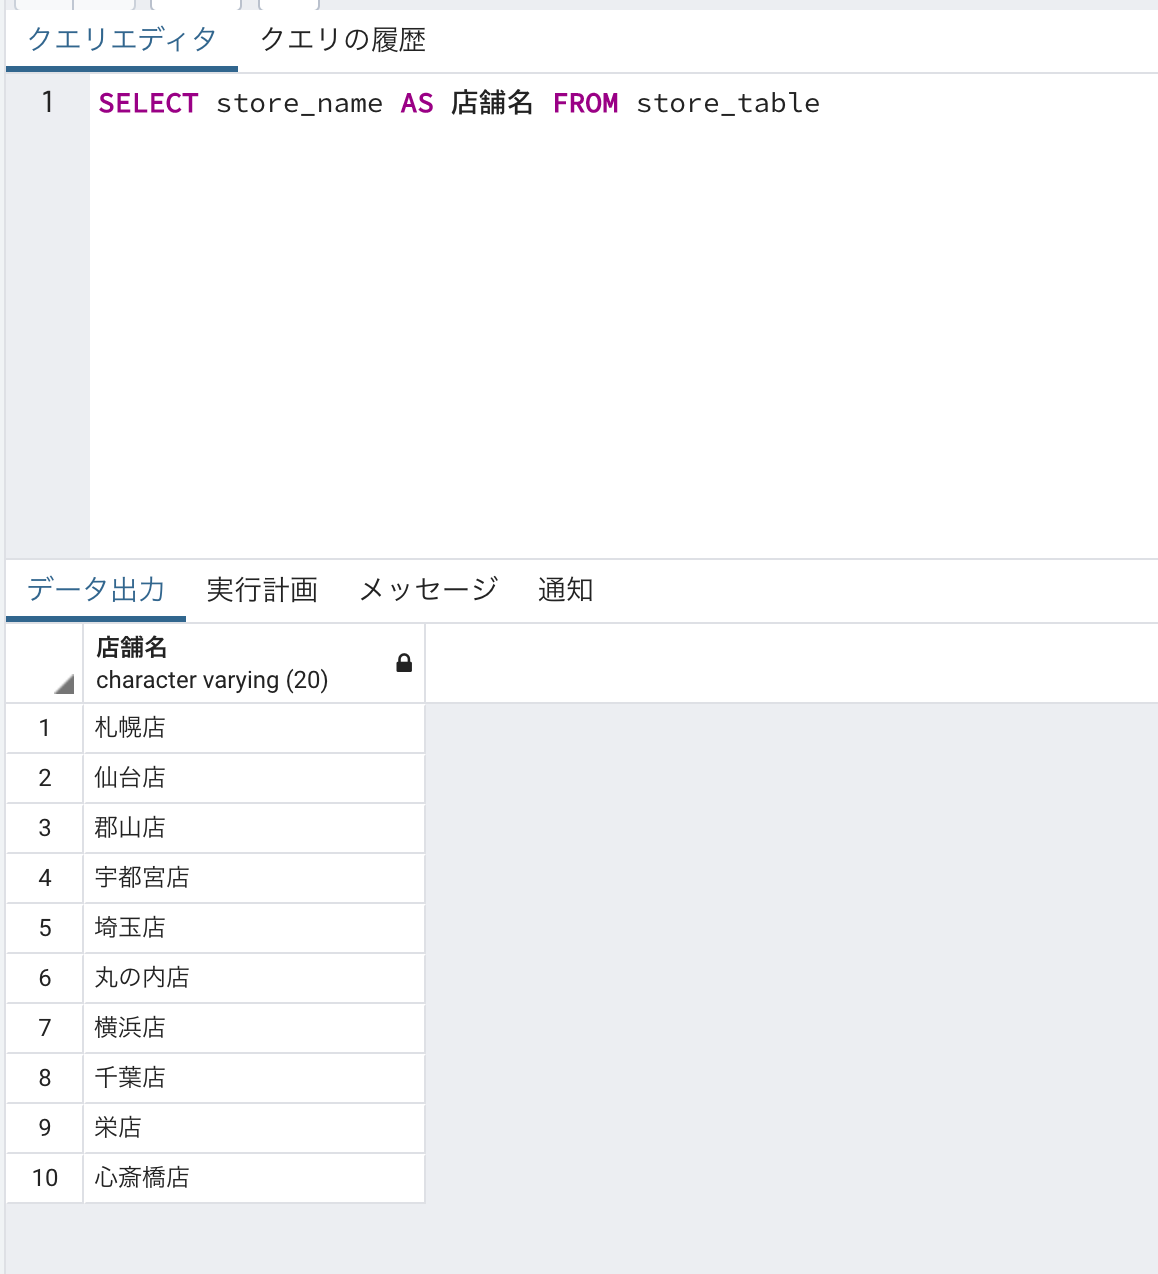 クエリエディタ クエリの履歴
1 SELECT store_name AS 店舗名 FROM store_table
データ出力 実行計画 メッセージ 通知
店舗名
character varying (20)
1 札幌店
2 仙台店
3 郡山店
4 宇都宮店
5 埼玉店
6 丸の内店
7 横浜店
8 千葉店
9 栄店
10 心斎橋店